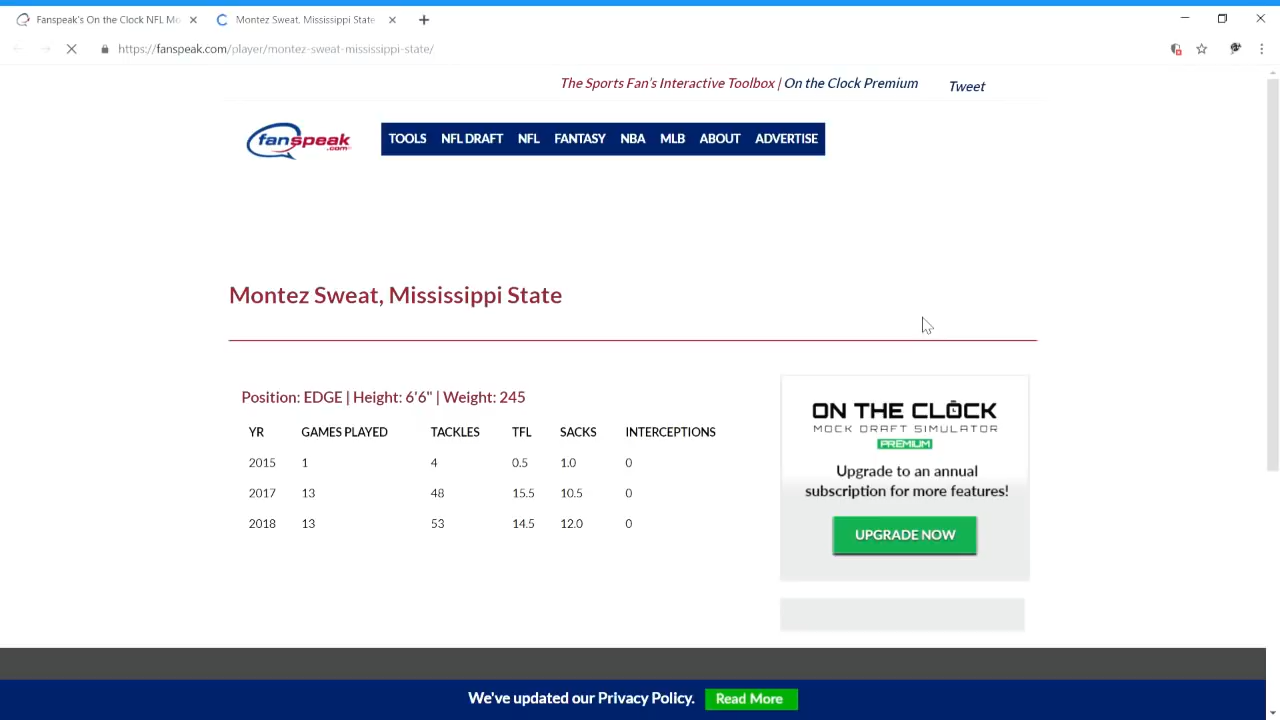 Fanspeak's On the Clock NFL Mo
Montez Sweat, Mississippi State
https://fanspeak.com/player/montez-sweat-mississippi-state/
The Sports Fan's Interactive Toolbox | On the Clock Premium
Tweet
fanspeak
.com
TOOLS NFL DRAFT NFL FANTASY NBA MLB ABOUT ADVERTISE
Montez Sweat, Mississippi State
Position: EDGE | Height: 6'6" | Weight: 245
YR GAMES PLAYED TACKLES TFL SACKS INTERCEPTIONS
2015 1 4 0.5 1.0 0
2017 13 48 15.5 10.5 0
2018 13 53 14.5 12.0 0
ON THE CLOCK
MOCK DRAFT SIMULATOR
PREMIUM
Upgrade to an annual
subscription for more features!
UPGRADE NOW
We've updated our Privacy Policy. Read More